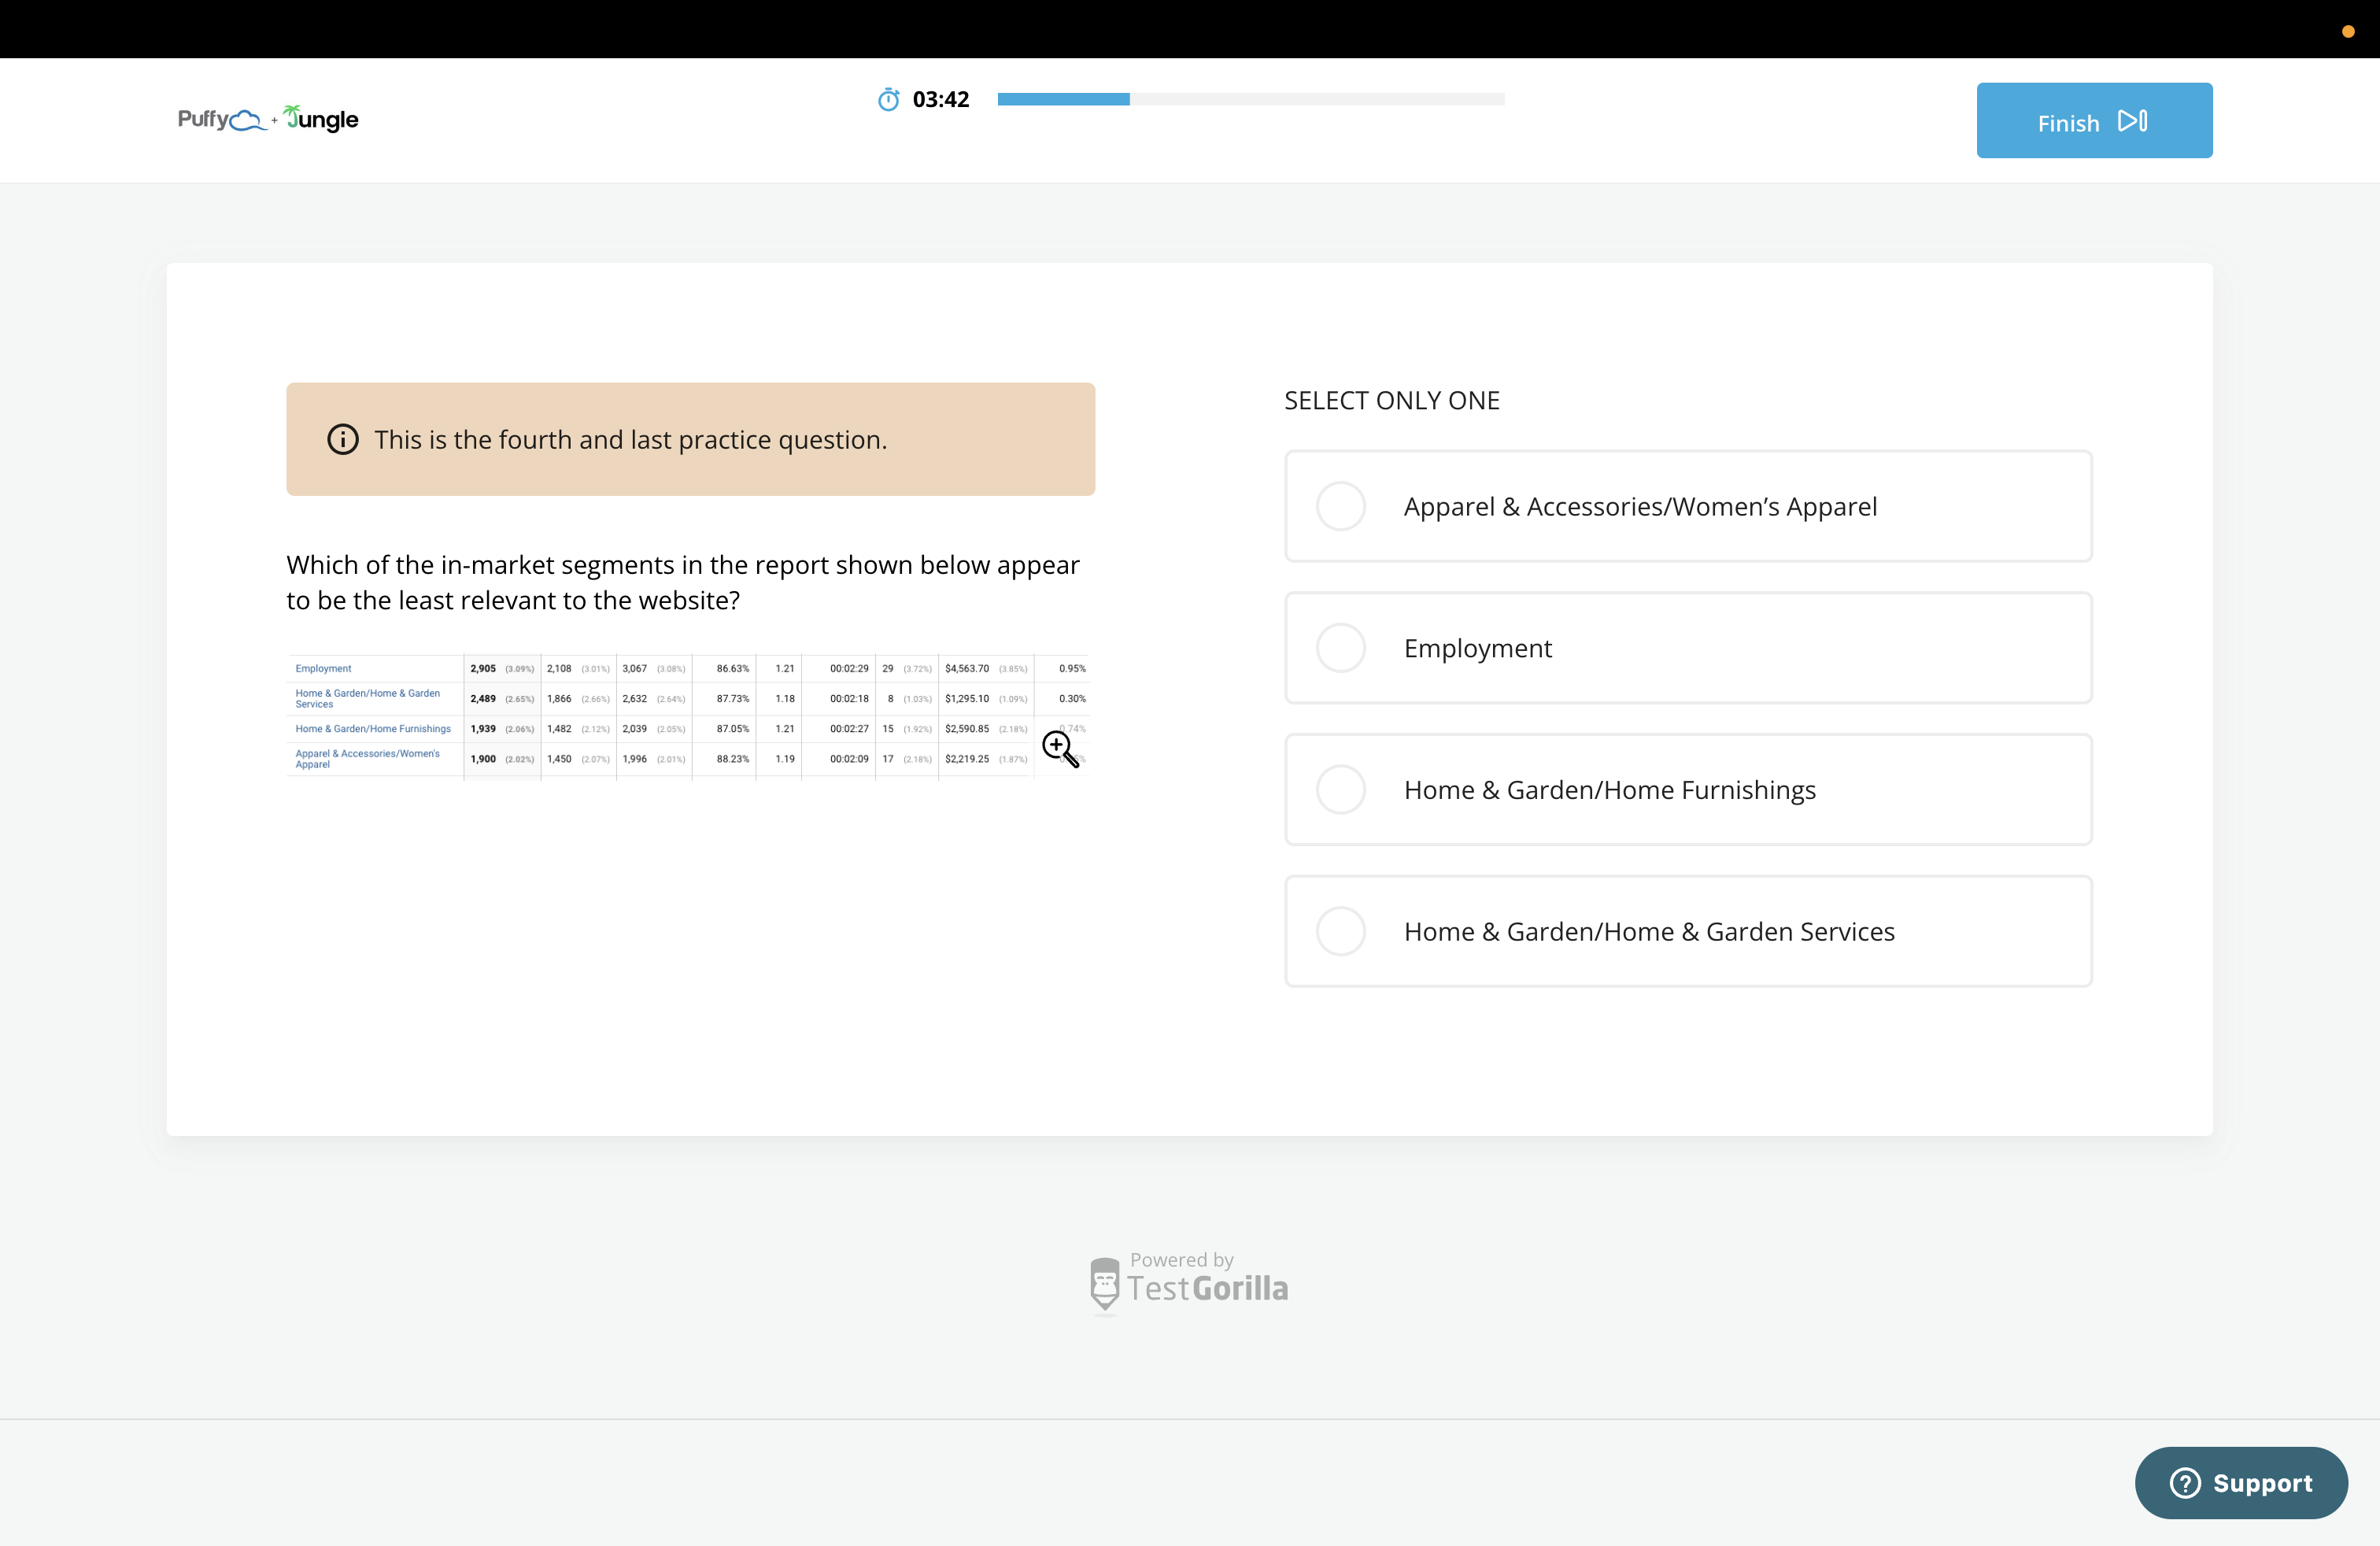 Puffy + Jungle
03:42
Finish
This is the fourth and last practice question.
Which of the in-market segments in the report shown below appear
to be the least relevant to the website?
Employment 2,905 (3.09%) 2,108 (3.01%) 3,067 (3.08%) 86.63% 1.21 00:02:29 29 (3.72%) $4,563.70 (3.85%) 0.95%
Home & Garden/Home & Garden
Services 2,489 (2.65%) 1,866 (2.66%) 2,632 (2.64%) 87.73% 1.18 00:02:18 8 (1.03%) $1,295.10 (1.09%) 0.30%
Home & Garden/Home Furnishings 1,939 (2.06%) 1,482 (2.12%) 2,039 (2.05%) 87.05% 1.21 00:02:27 15 (1.92%) $2,590.85 (2.18%) 0.74%
Apparel & Accessories/Women's
Apparel 1,900 (2.02%) 1,450 (2.07%) 1,996 (2.01%) 88.23% 1.19 00:02:09 17 (2.18%) $2,219.25 (1.87%)
SELECT ONLY ONE
Apparel & Accessories/Women’s Apparel
Employment
Home & Garden/Home Furnishings
Home & Garden/Home & Garden Services
Powered by
TestGorilla
Support